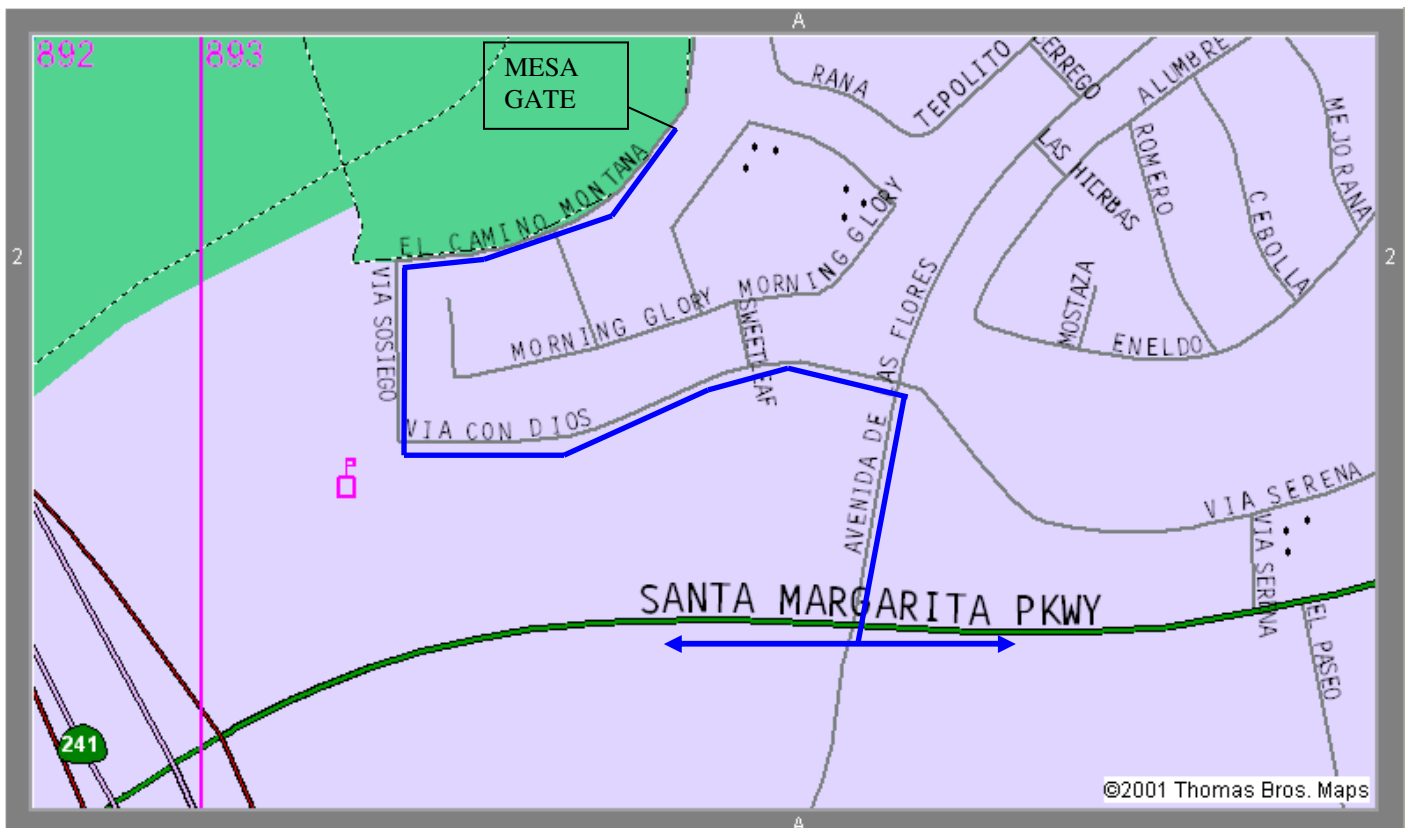 A
892
893
MESA
GATE
RANA
TEPOLITO
CERREGO
ALUMBRE
MEJORANA
LAS HIERBAS
ROMERO
CEBOLLA
EL CAMINO MONTANA
MORNING GLORY
2
2
VIA SOSIEGO
MORNING GLORY
SWEETLEAF
AVENIDA DE LAS FLORES
MOSTAZA
ENELDO
VIA CON DIOS
VIA SERENA
VIA SERENA
SANTA MARGARITA PKWY
EL PASEO
241
©2001 Thomas Bros. Maps
A